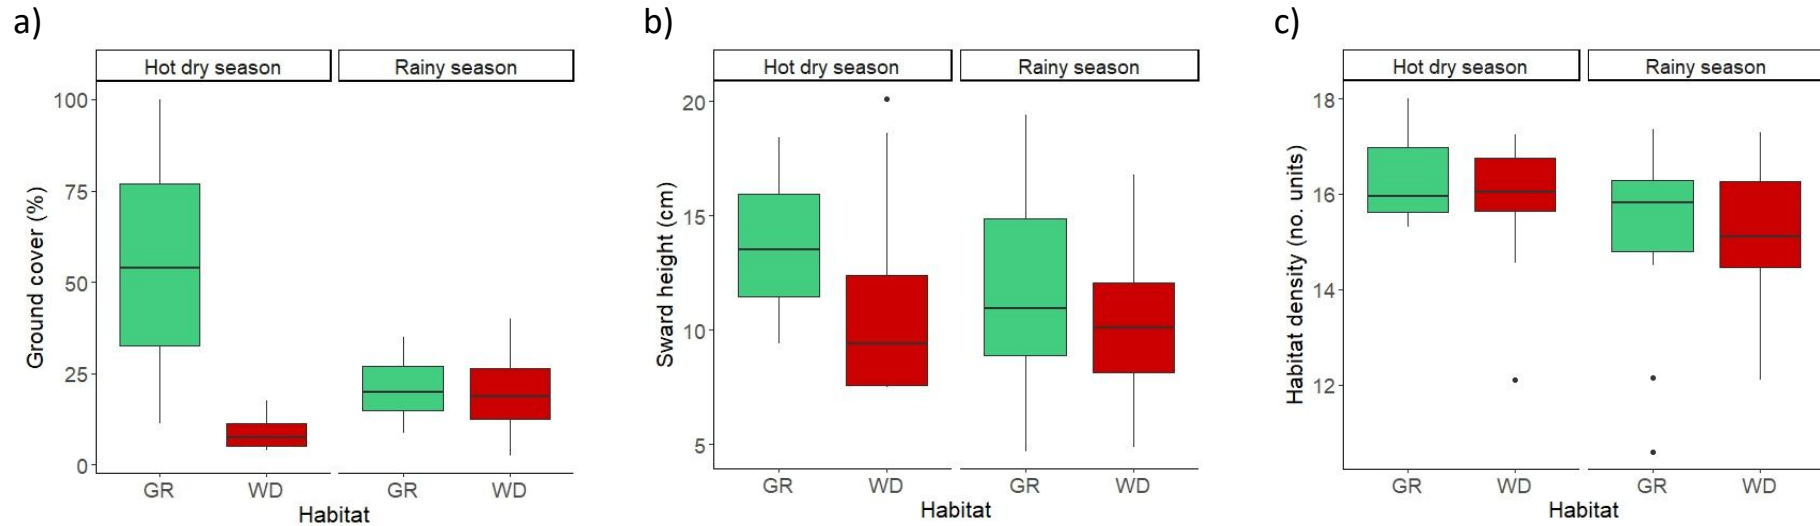 a)
Hot dry season
Rainy season
Ground cover (%)
100
75
50
25
0
GR
WD
GR
WD
Habitat
b)
Hot dry season
Rainy season
Sward height (cm)
20
15
10
5
GR
WD
GR
WD
Habitat
c)
Hot dry season
Rainy season
Habitat density (no. units)
18
16
14
12
GR
WD
GR
WD
Habitat